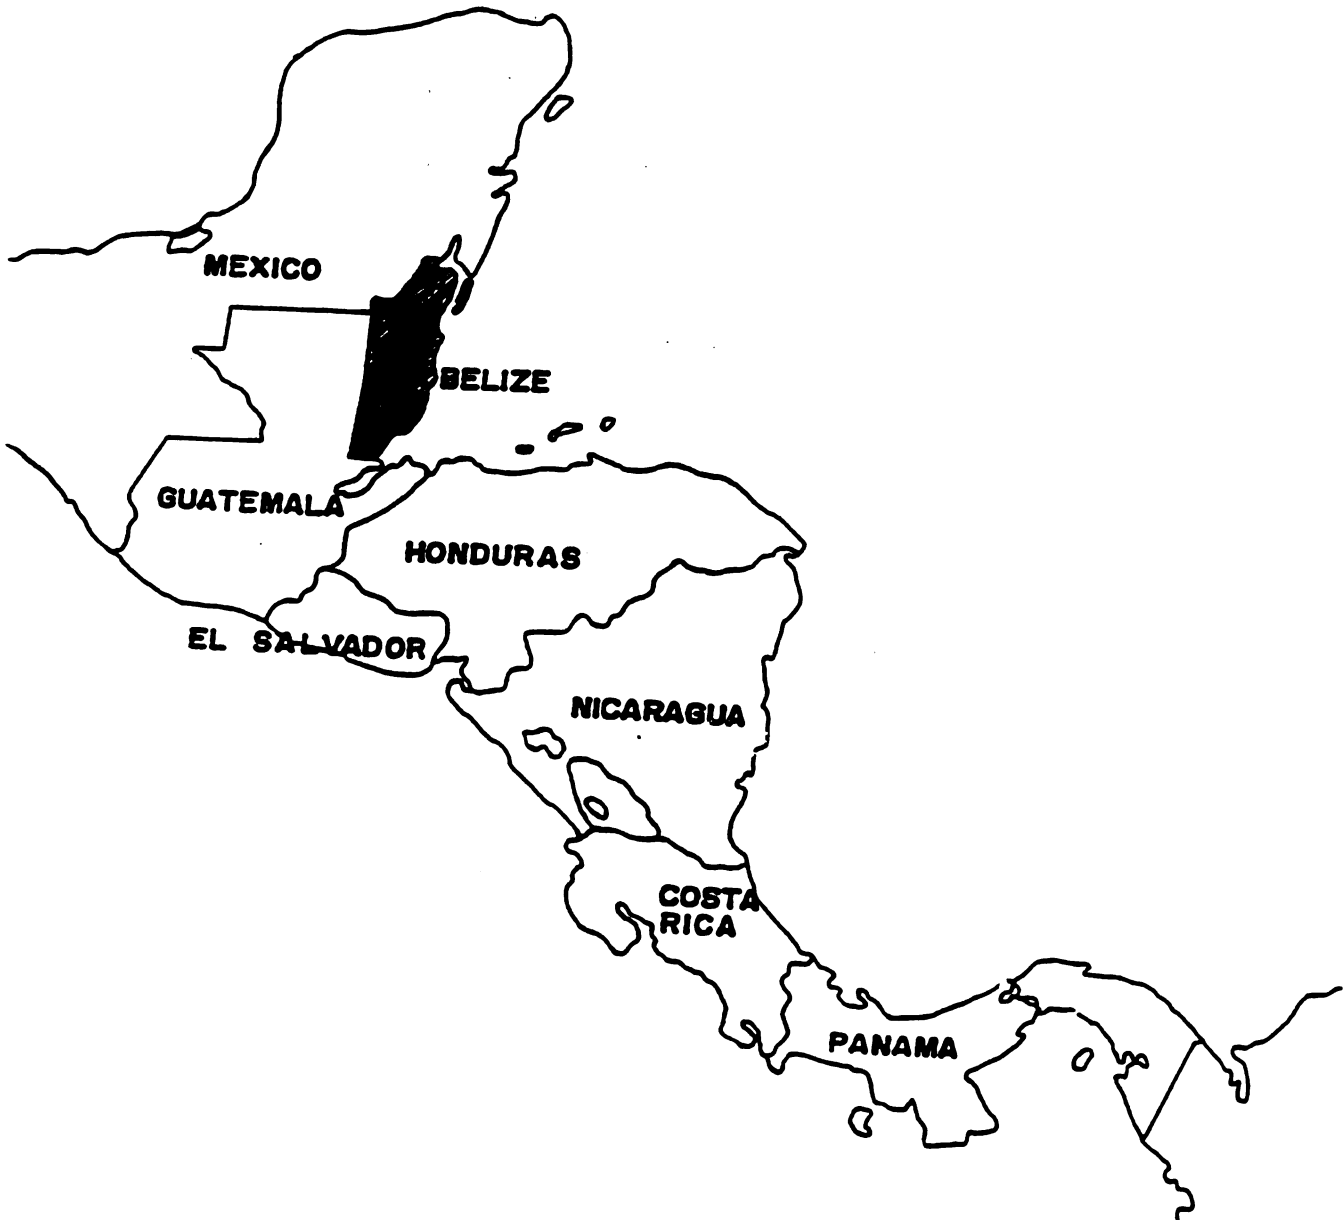 MEXICO
BELIZE
GUATEMALA
HONDURAS
EL SALVADOR
NICARAGUA
COSTA
RICA
PANAMA